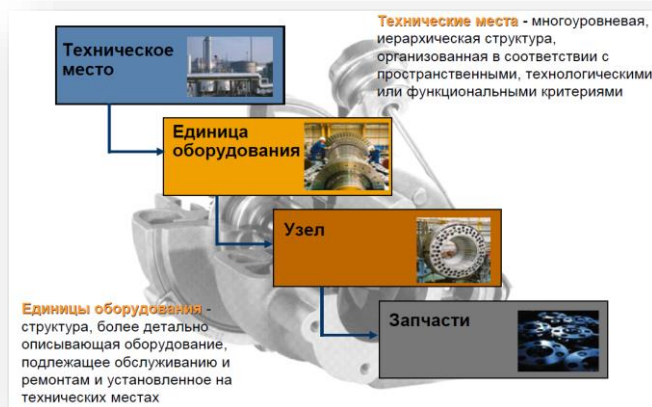 Технические места - многоуровневая,
иерархическая структура,
организованная в соответствии с
пространственными, технологическими
или функциональными критериями
Техническое
место
Единица
оборудования
Узел
Запчасти
Единицы оборудования -
структура, более детально
описывающая оборудование,
подлежащее обслуживанию и
ремонтам и установленное на
технических местах